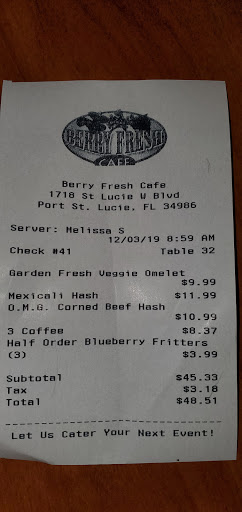 BERRY FRESH
CAFE
Berry Fresh Cafe
1718 St Lucie W Blvd
Port St. Lucie, FL 34986
Server: Melissa S
12/03/19 8:59 AM
Check #41 Table 32
Garden Fresh Veggie Omelet
$9.99
Mexicali Hash $11.99
O.M.G. Corned Beef Hash
$10.99
3 Coffee $8.37
Half Order Blueberry Fritters
(3) $3.99
Subtotal $45.33
Tax $3.18
Total $48.51
Let Us Cater Your Next Event!